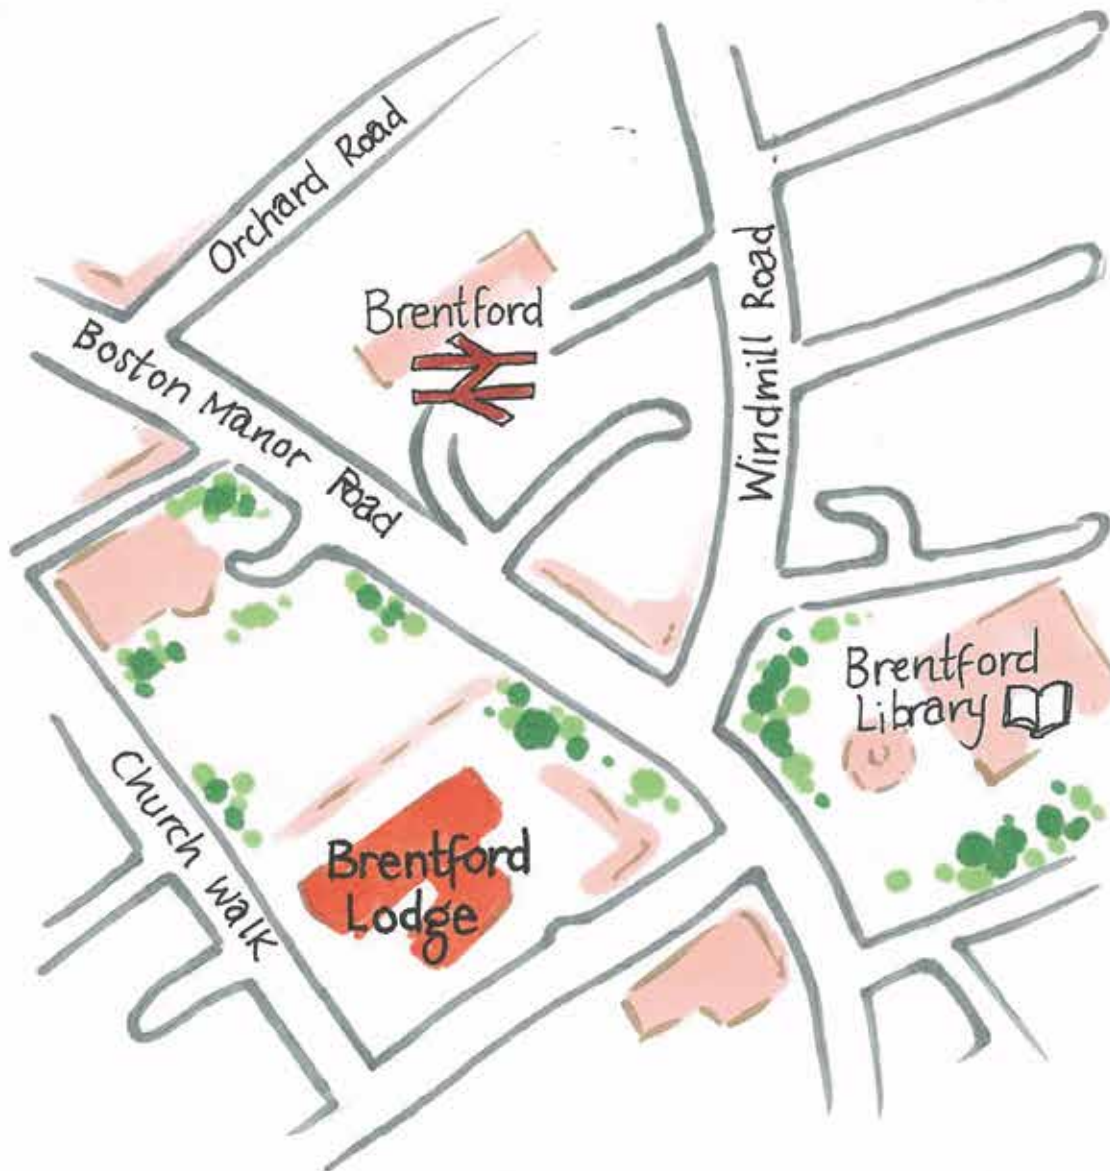 Orchard Road
Windmill Road
Brentford
Boston Manor Road
Brentford
Library
Church Walk
Brentford
Lodge